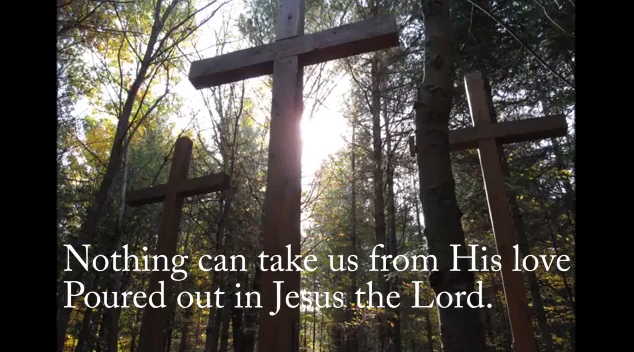 Nothing can take us from His love
Poured out in Jesus the Lord.